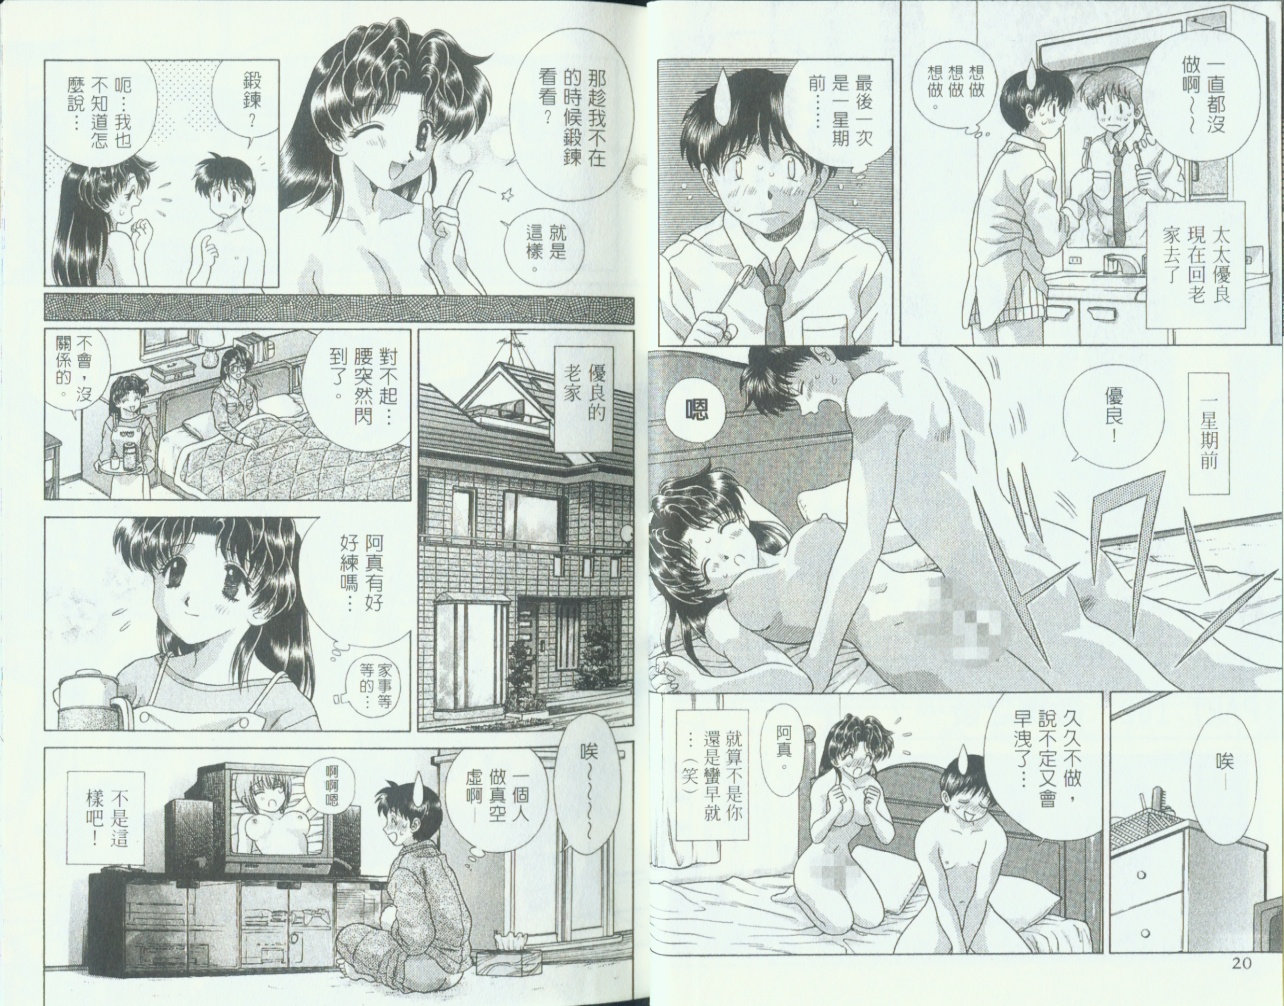 一直都沒
做啊～～
想做
想做
想做。
太太優良
現在回老
家去了
最後一次
是一星期
前……
一星期前
優良！
嗯
唉—
久久不做，
說不定又會
早洩了…
阿真。
就算不是你
還是蠻早就
…（笑）
20
那趁我不在
的時候鍛鍊
看看？
就是
這樣。
鍛鍊？
呃…我也
不知道怎
麼說…
優良的
老家
對不起…
腰突然閃
到了。
不會，沒
關係的。
阿真有好
好練嗎…
家事等
等的…
唉～～～～
一個人
做真空
虛啊—
啊啊嗯
不是這
樣吧！